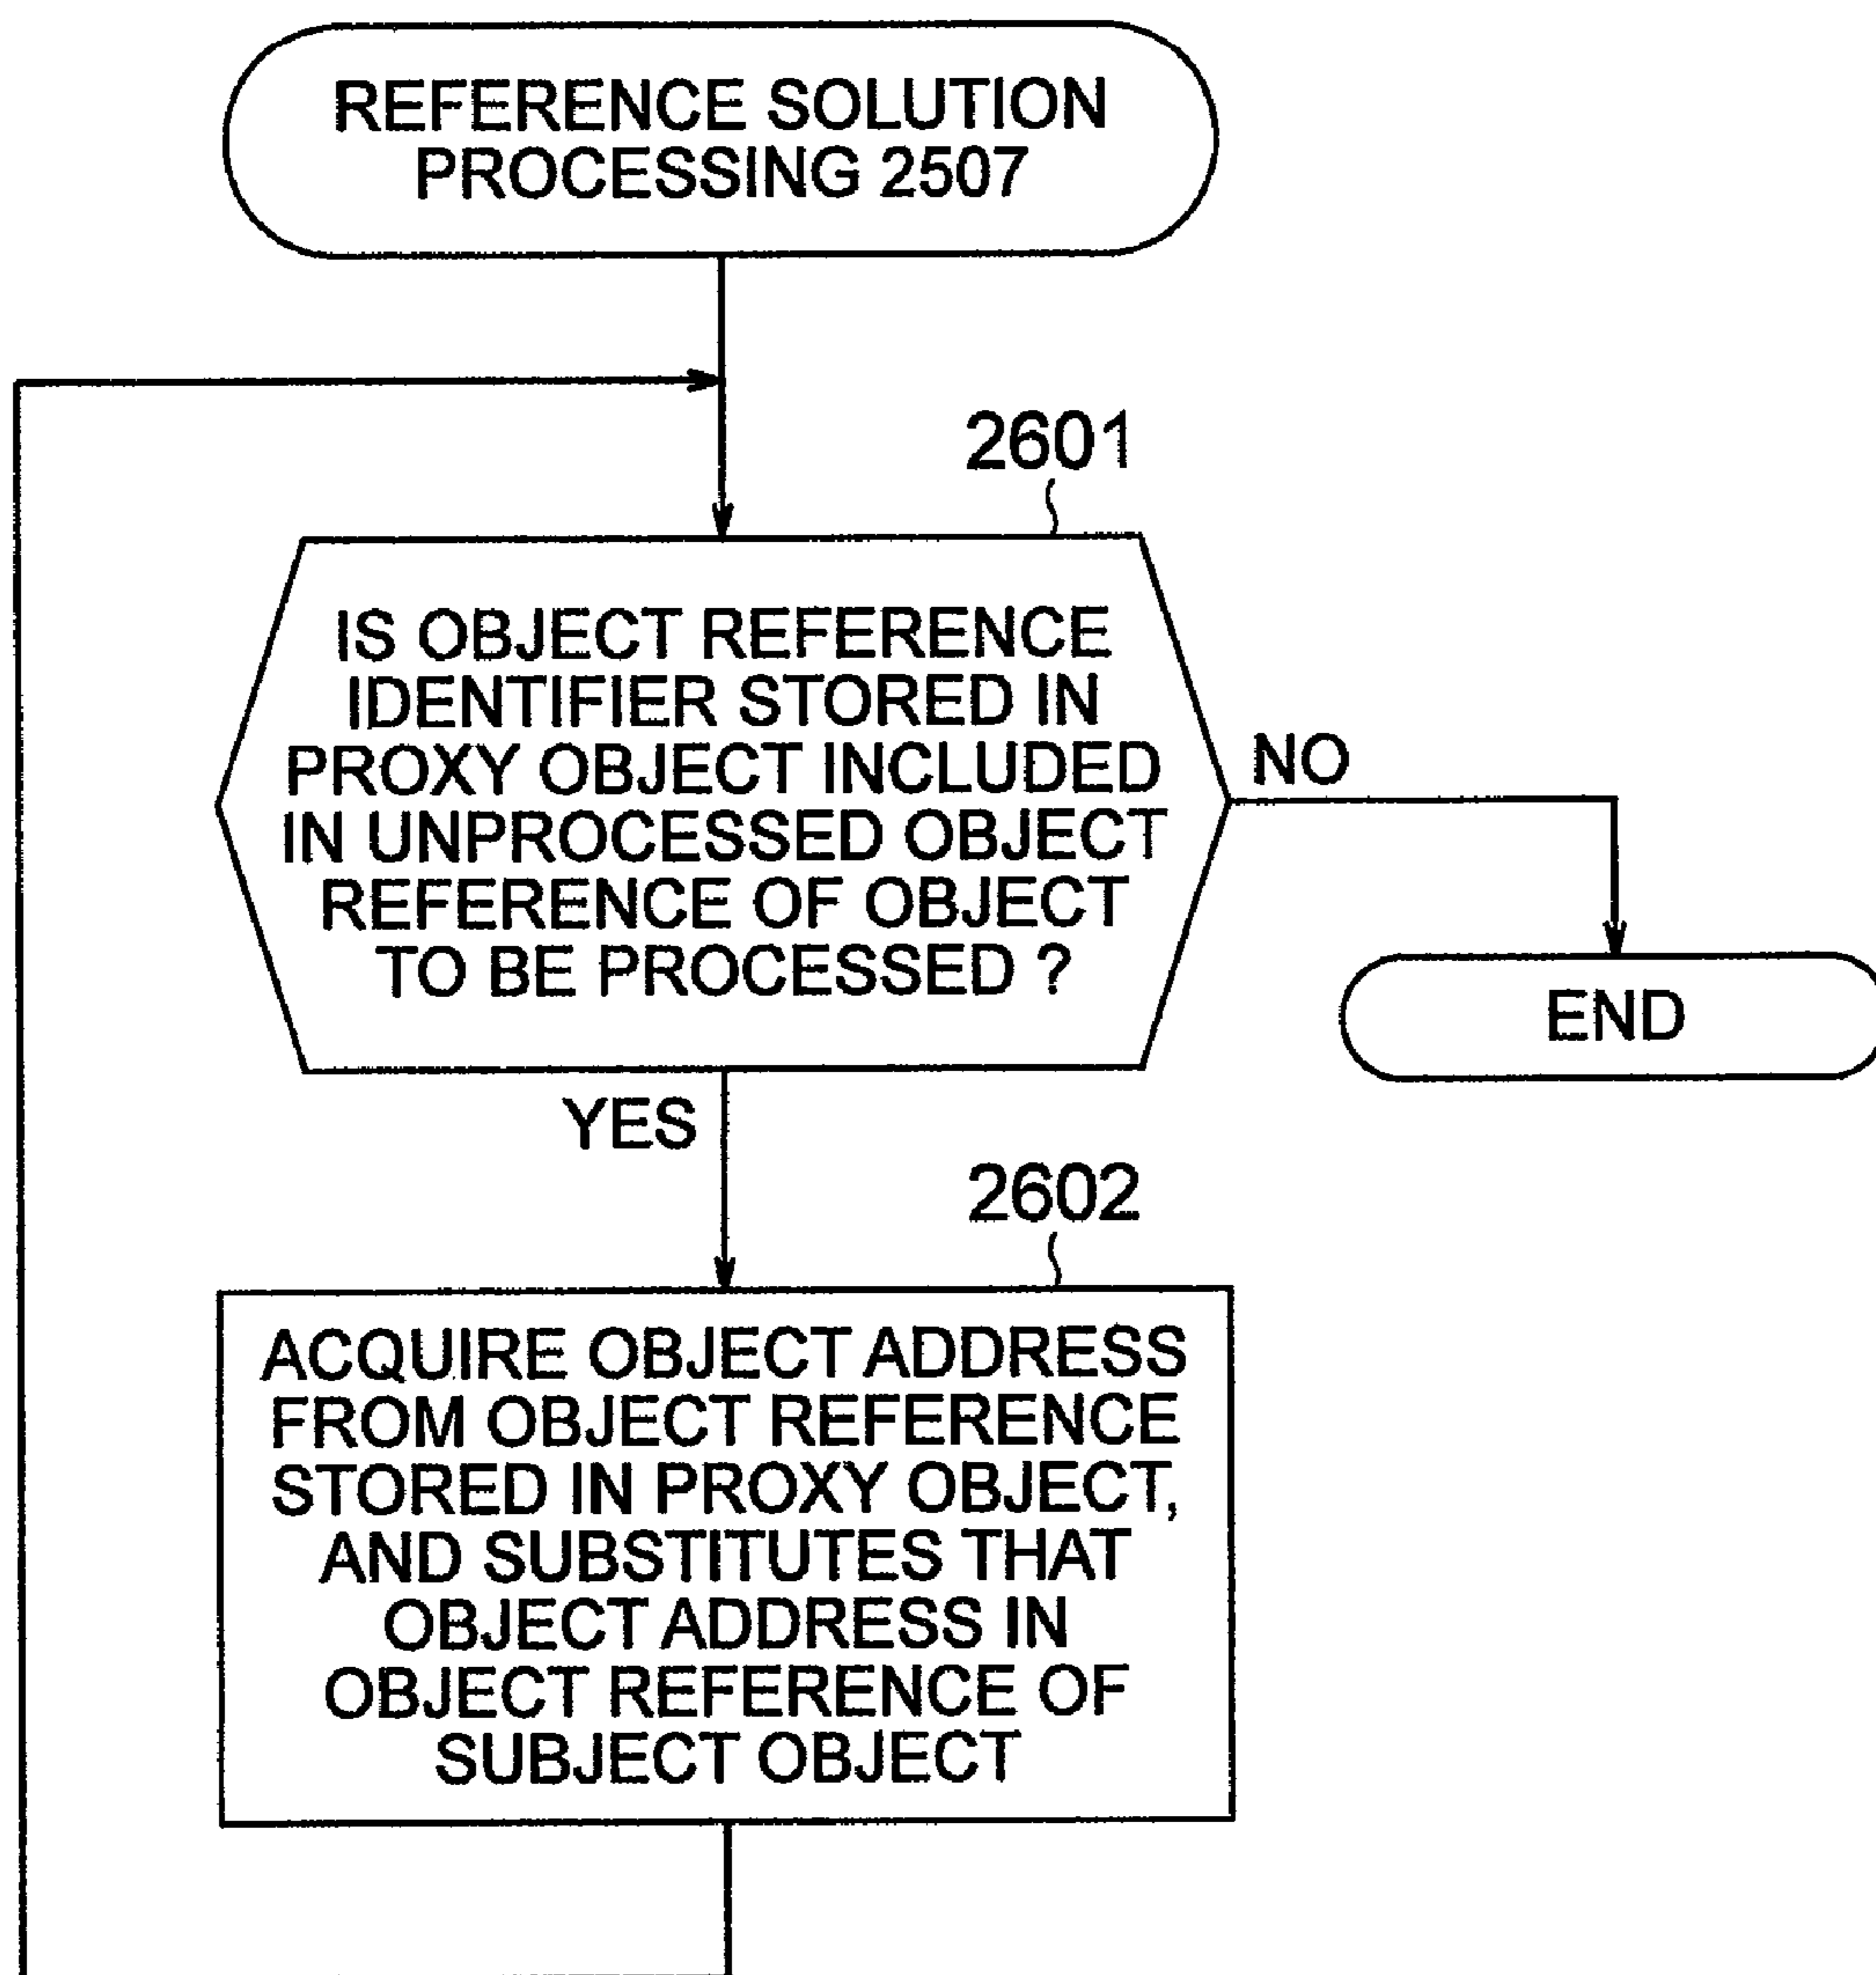 REFERENCE SOLUTION
PROCESSING 2507
2601
IS OBJECT REFERENCE
IDENTIFIER STORED IN
PROXY OBJECT INCLUDED
IN UNPROCESSED OBJECT
REFERENCE OF OBJECT
TO BE PROCESSED ?
NO
END
YES
2602
ACQUIRE OBJECT ADDRESS
FROM OBJECT REFERENCE
STORED IN PROXY OBJECT,
AND SUBSTITUTES THAT
OBJECT ADDRESS IN
OBJECT REFERENCE OF
SUBJECT OBJECT